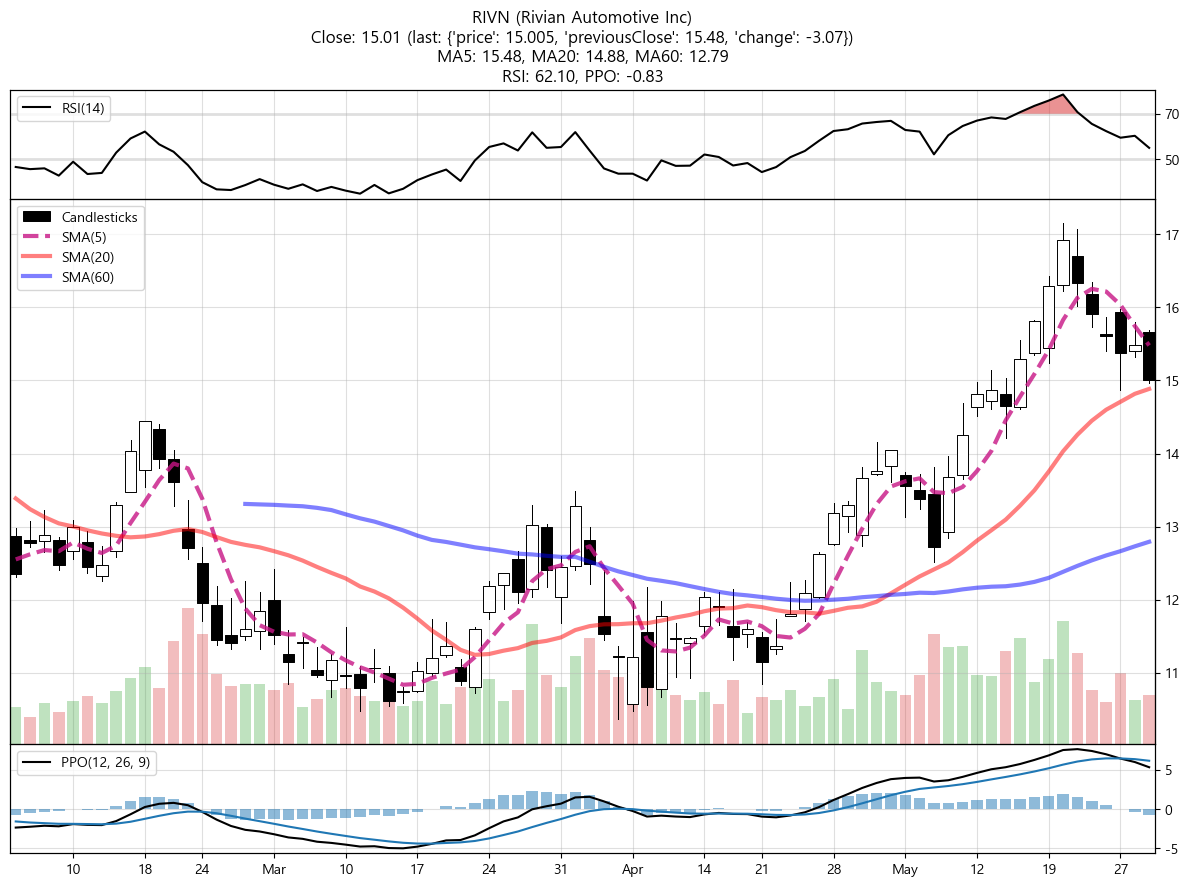 RIVN (Rivian Automotive Inc)
Close: 15.01 (last: {'price': 15.005, 'previousClose': 15.48, 'change': -3.07})
MA5: 15.48, MA20: 14.88, MA60: 12.79
RSI: 62.10, PPO: -0.83
RSI(14)
70
50
Candlesticks
SMA(5)
SMA(20)
SMA(60)
17
16
15
14
13
12
11
PPO(12, 26, 9)
5
0
-5
10 18 24 Mar 10 17 24 31 Apr 14 21 28 May 12 19 27